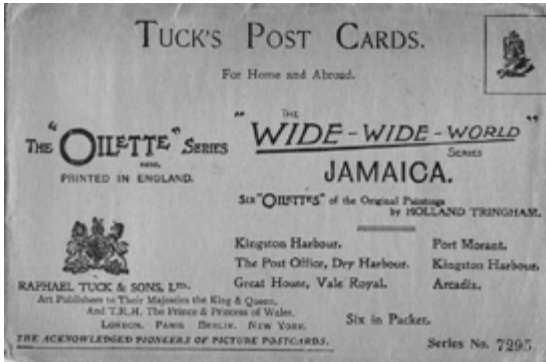 TUCK'S POST CARDS.
For Home and Abroad.
THE "OILETTE" SERIES
REGD.
PRINTED IN ENGLAND.
THE
"WIDE-WIDE-WORLD"
SERIES
JAMAICA.
SIX "OILETTES" of the Original Paintings
by HOLLAND TRINGHAM.
Kingston Harbour. Port Morant.
The Post Office, Dry Harbour. Kingston Harbour.
Great House, Vale Royal. Arcadia.
Six in Packet.
RAPHAEL TUCK & SONS, LTD.
Art Publishers to Their Majesties the King & Queen,
And T.R.H. The Prince & Princess of Wales.
LONDON. PARIS BERLIN. NEW YORK.
THE ACKNOWLEDGED PIONEERS OF PICTURE POSTCARDS.
Series No. 7295